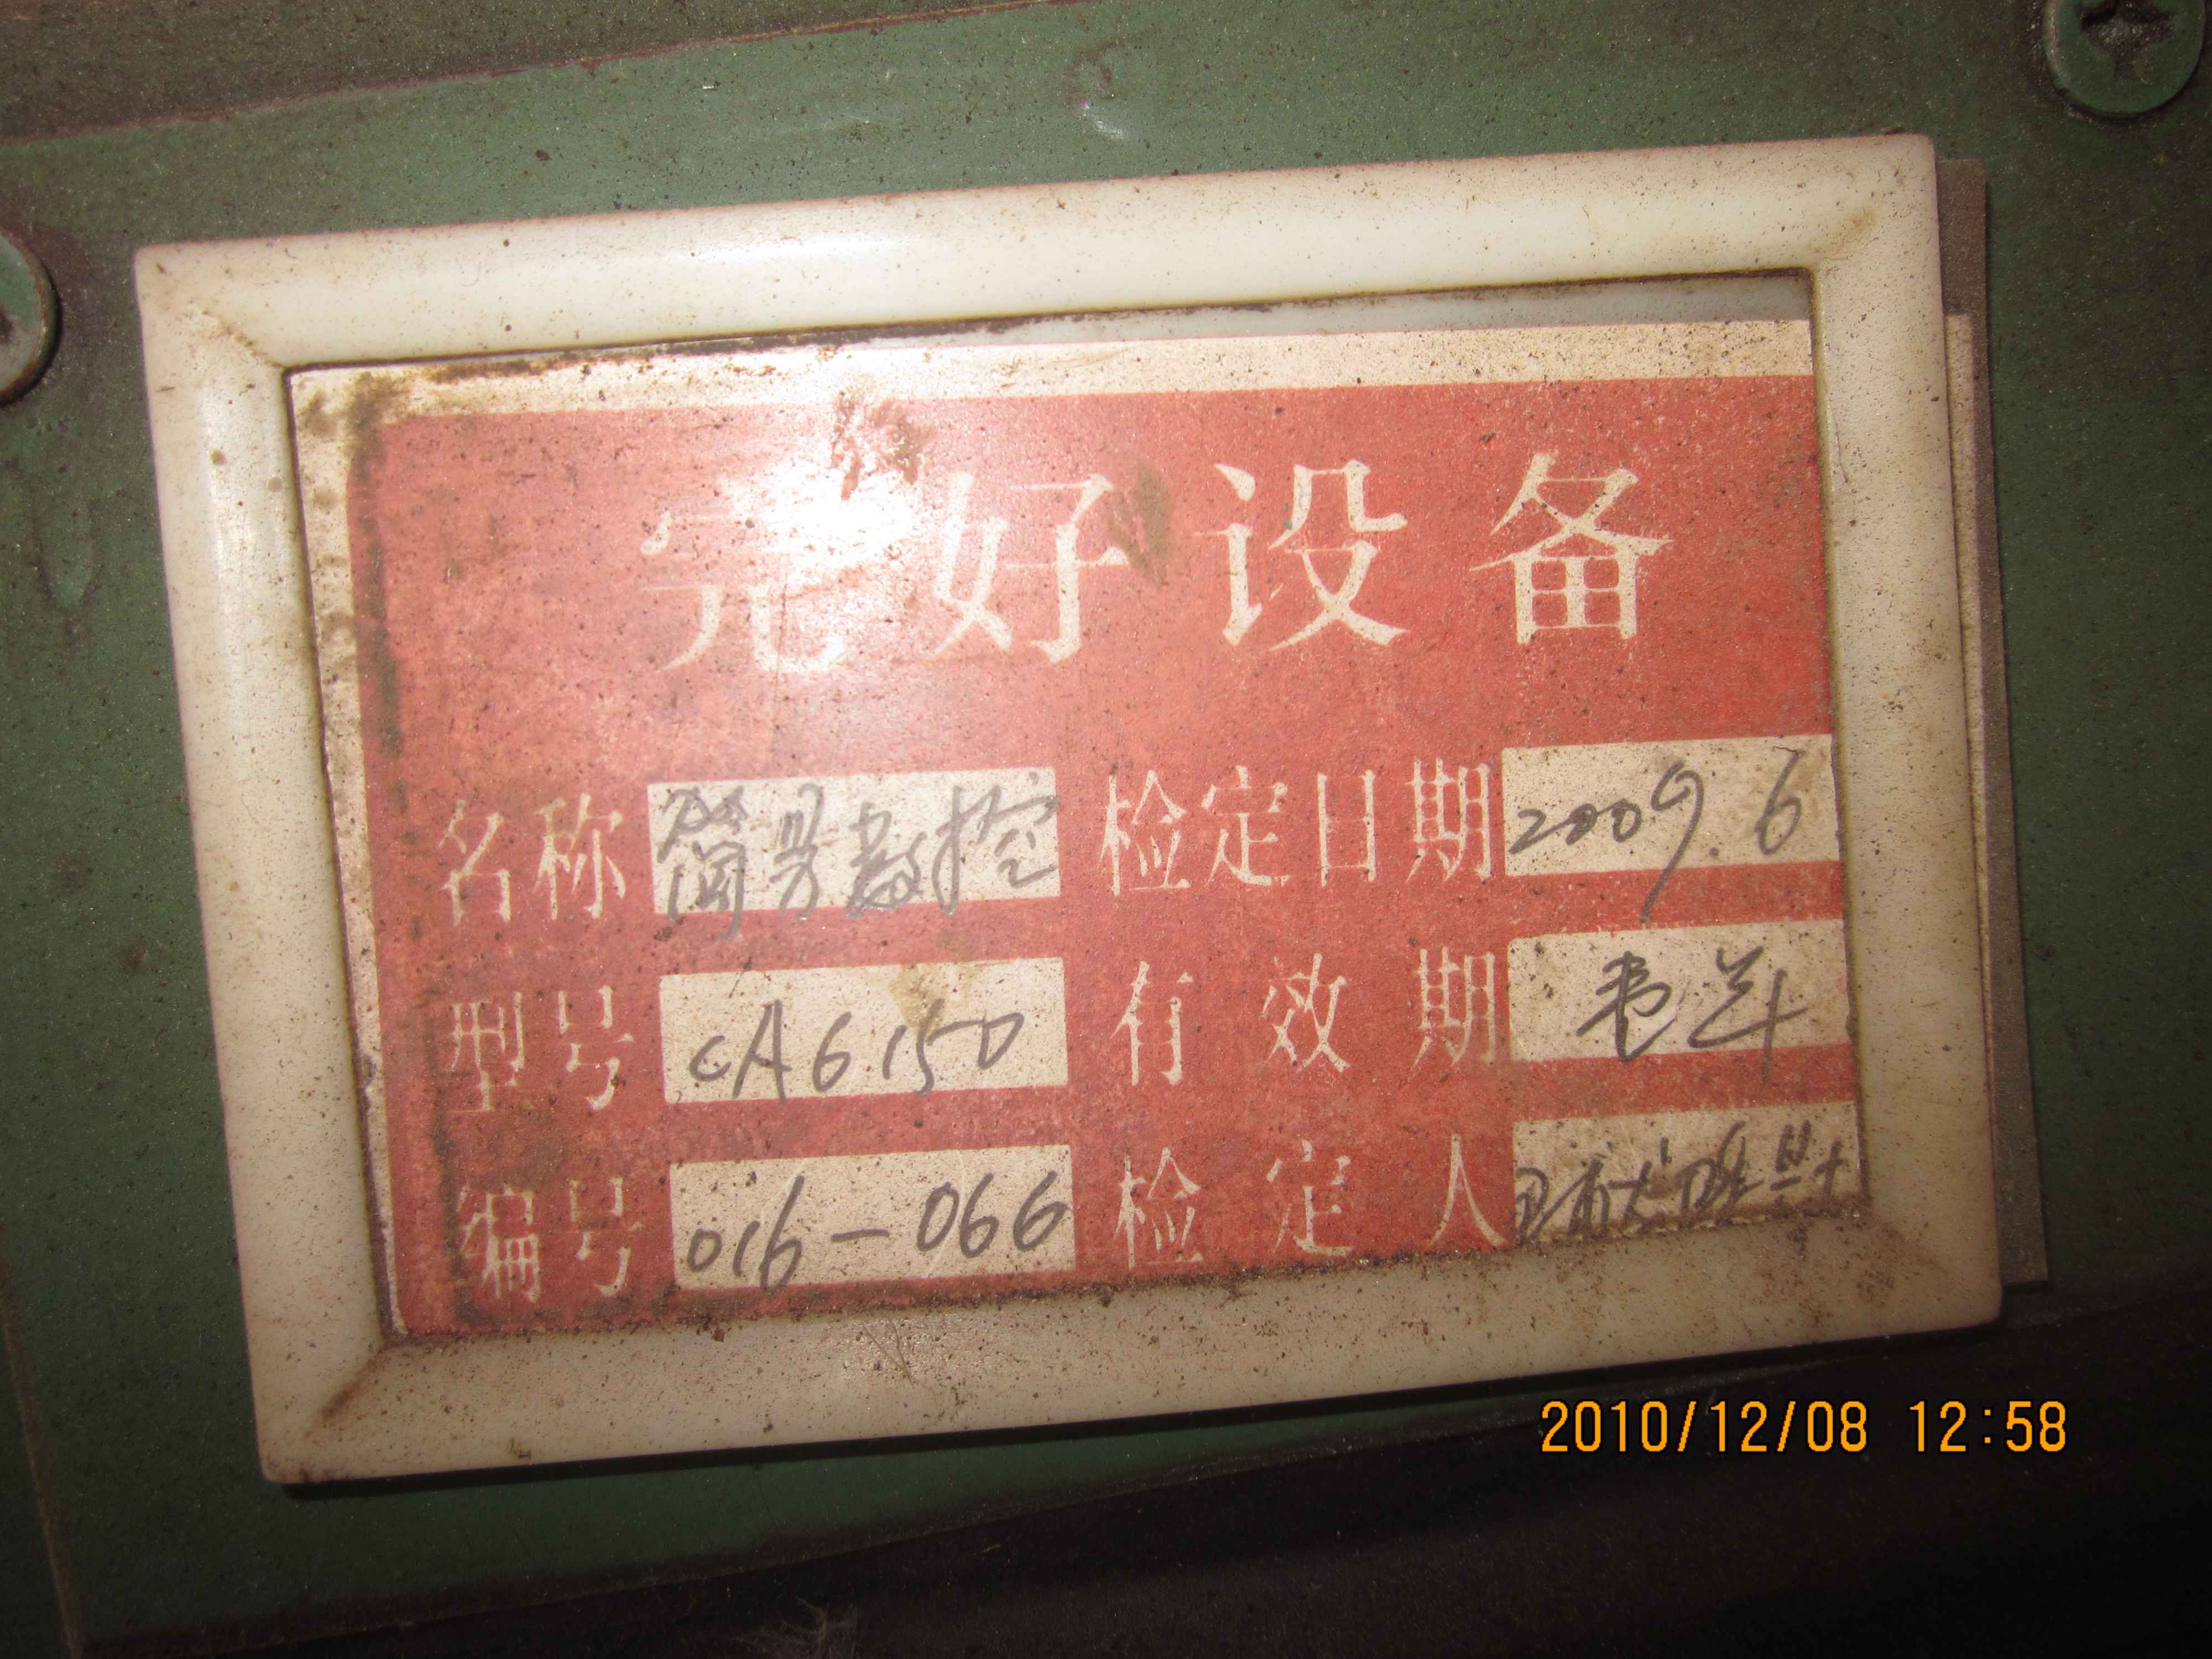 完好设备
名称 简易数控 检定日期 2009.6
型号 CA6150 有效期 壱年
编号 016-066 检定人
2010/12/08 12:58